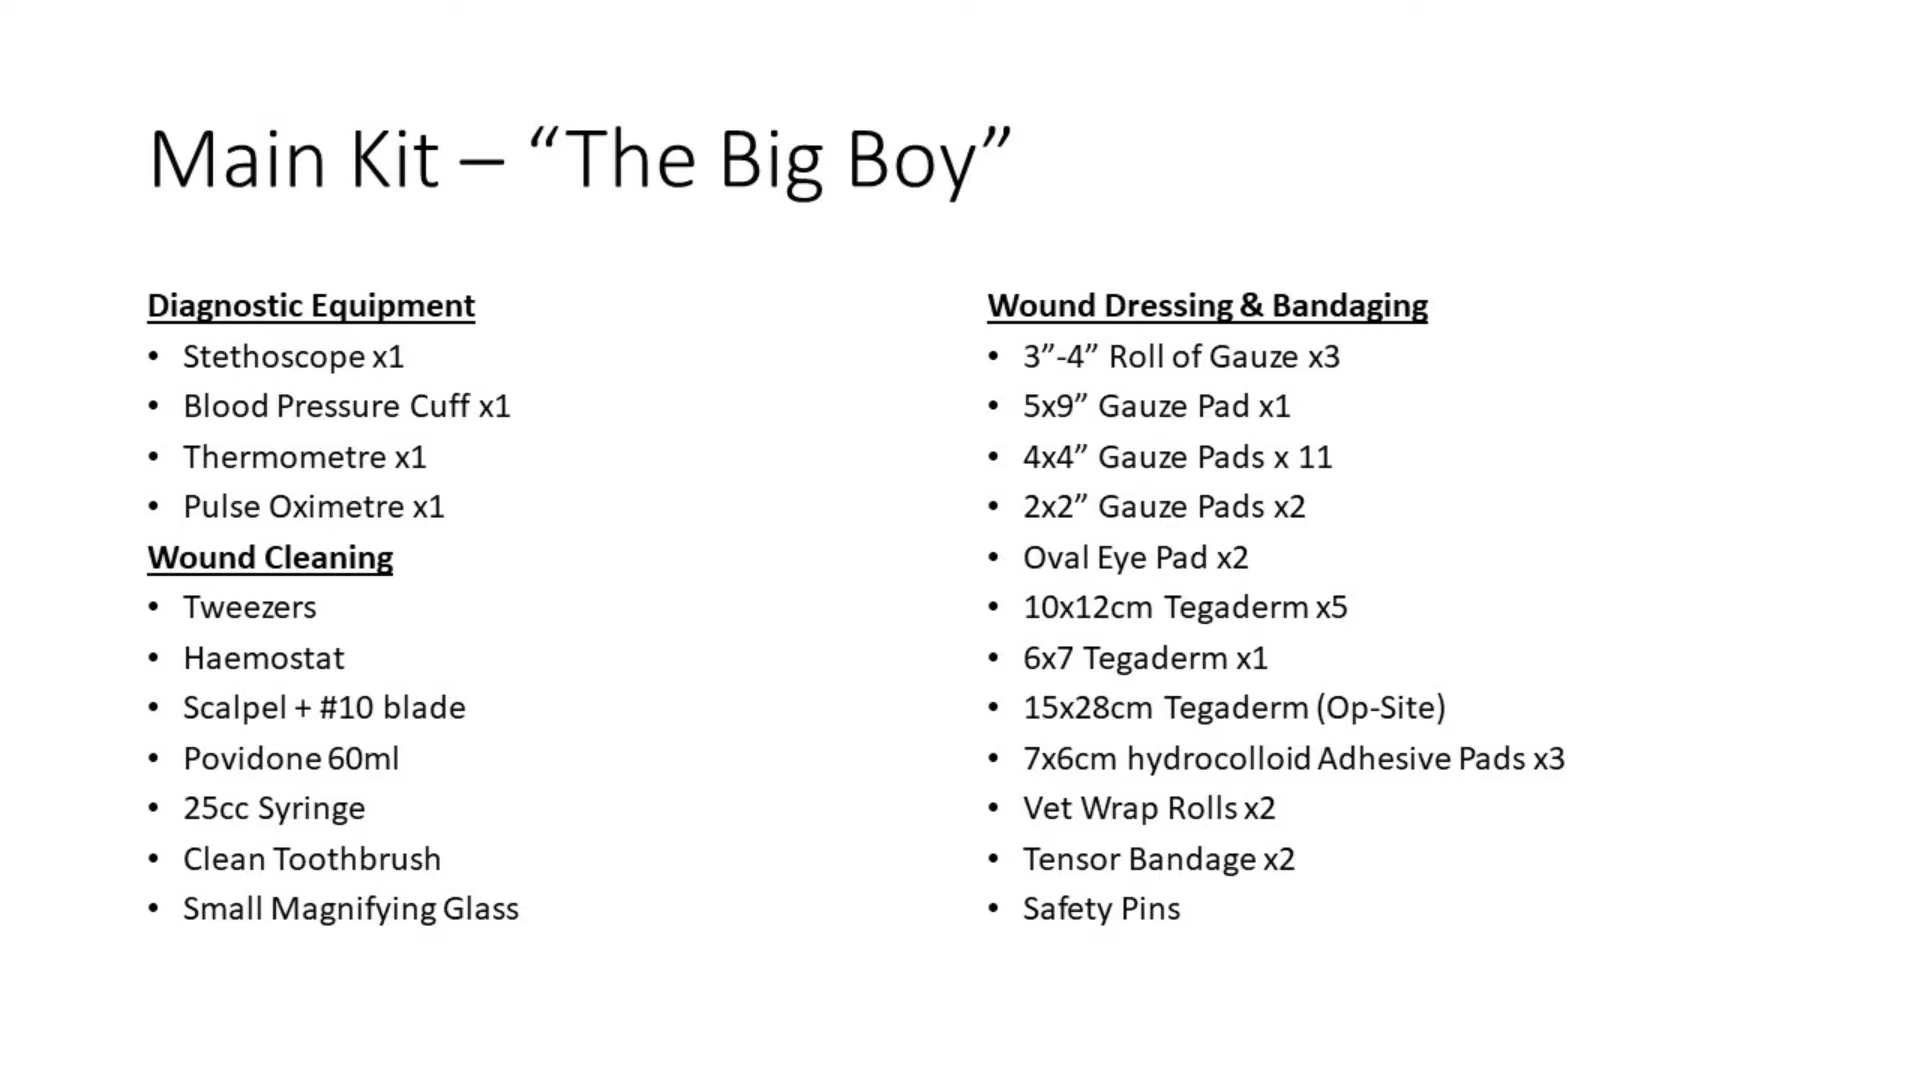 Main Kit – “The Big Boy”
Diagnostic Equipment
• Stethoscope x1
• Blood Pressure Cuff x1
• Thermometre x1
• Pulse Oximetre x1
Wound Cleaning
• Tweezers
• Haemostat
• Scalpel + #10 blade
• Povidone 60ml
• 25cc Syringe
• Clean Toothbrush
• Small Magnifying Glass
Wound Dressing & Bandaging
• 3”-4” Roll of Gauze x3
• 5x9” Gauze Pad x1
• 4x4” Gauze Pads x 11
• 2x2” Gauze Pads x2
• Oval Eye Pad x2
• 10x12cm Tegaderm x5
• 6x7 Tegaderm x1
• 15x28cm Tegaderm (Op-Site)
• 7x6cm hydrocolloid Adhesive Pads x3
• Vet Wrap Rolls x2
• Tensor Bandage x2
• Safety Pins